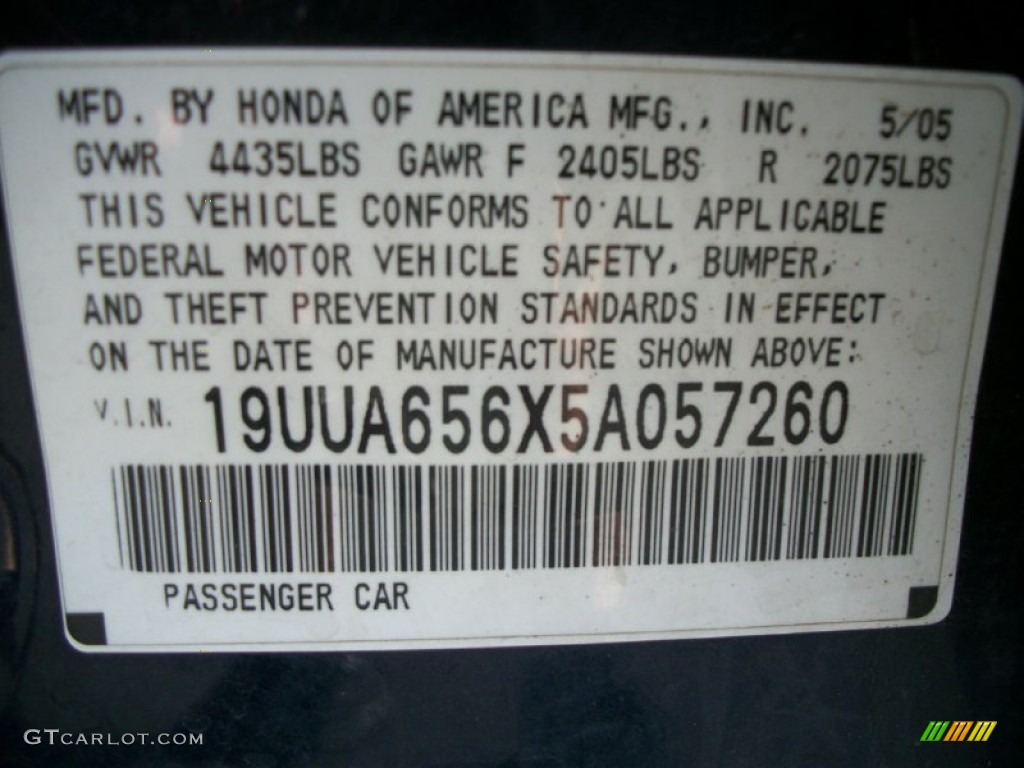 MFD. BY HONDA OF AMERICA MFG., INC. 5/05
GVWR 4435LBS GAWR F 2405LBS R 2075LBS
THIS VEHICLE CONFORMS TO ALL APPLICABLE
FEDERAL MOTOR VEHICLE SAFETY, BUMPER,
AND THEFT PREVENTION STANDARDS IN EFFECT
ON THE DATE OF MANUFACTURE SHOWN ABOVE:
V.I.N. 19UUA656X5A057260
PASSENGER CAR
GTCARLOT.COM